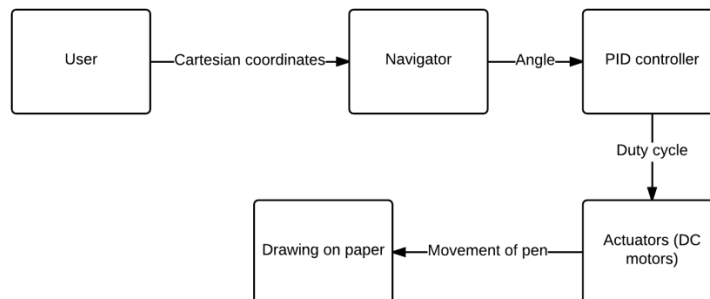 User
Cartesian coordinates
Navigator
Angle
PID controller
Duty cycle
Actuators (DC
motors)
Movement of pen
Drawing on paper